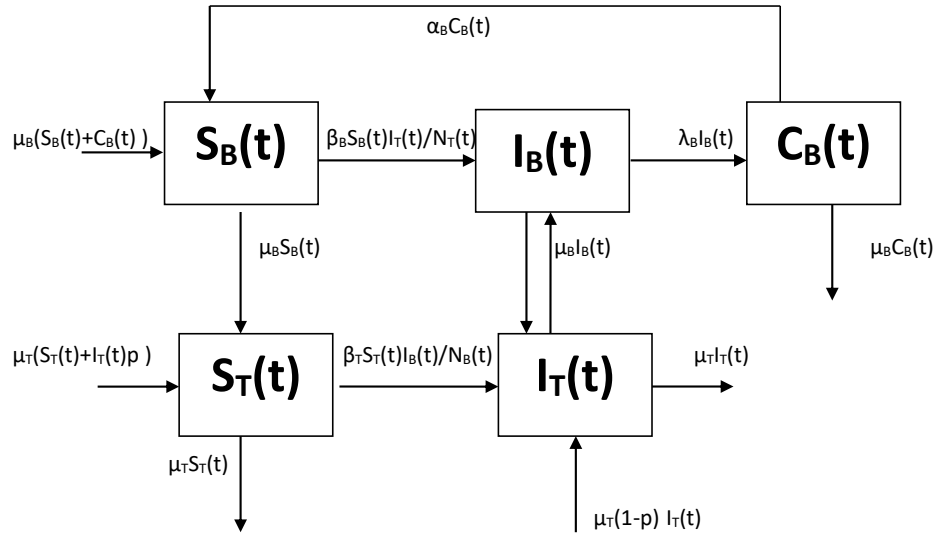 αBCB(t)
μB(SB(t)+CB(t) )
SB(t)
βBSB(t)IT(t)/NT(t)
IB(t)
λBIB(t)
CB(t)
μBSB(t)
μBIB(t)
μBCB(t)
μT(ST(t)+IT(t)p )
ST(t)
βTST(t)IB(t)/NB(t)
IT(t)
μTIT(t)
μTST(t)
μT(1-p) IT(t)